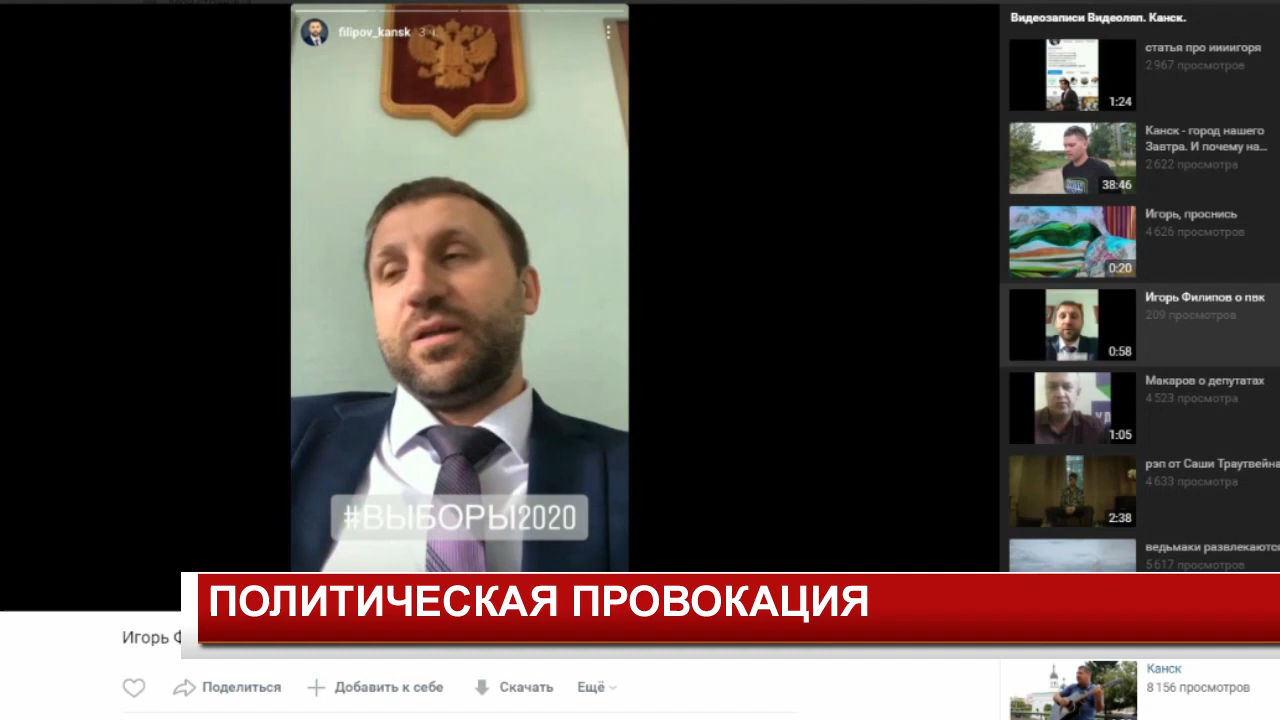 filipov_kansk 3 ч.
#ВЫБОРЫ2020
Видеозаписи Видеоляп. Канск.
статья про иииигоря
2 967 просмотров
1:24
Канск - город нашего
Завтра. И почему на...
2 622 просмотра
38:46
Игорь, проснись
4 626 просмотров
0:20
Игорь Филипов о пвк
209 просмотров
0:58
Макаров о депутатах
4 523 просмотра
1:05
рэп от Саши Траутвейна
4 633 просмотра
2:38
ведьмаки развлекаются
5 617 просмотров
ПОЛИТИЧЕСКАЯ ПРОВОКАЦИЯ
Игорь Ф
Поделиться
Добавить к себе
Скачать
Ещё
Канск
8 156 просмотров